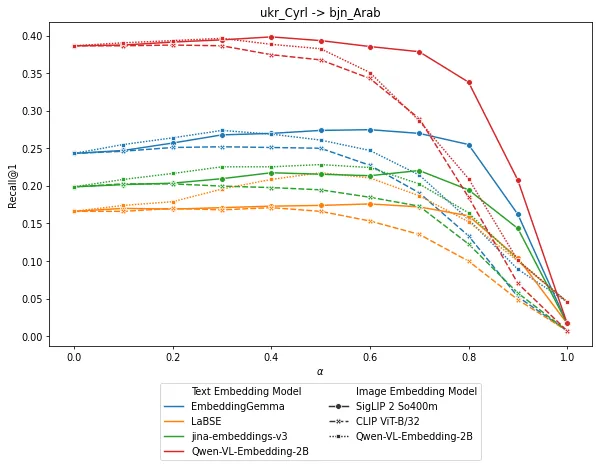 ukr_Cyrl -> bjn_Arab
Recall@1
0.40
0.35
0.30
0.25
0.20
0.15
0.10
0.05
0.00
0.0
0.2
0.4
0.6
0.8
1.0
α
Text Embedding Model
EmbeddingGemma
LaBSE
jina-embeddings-v3
Qwen-VL-Embedding-2B
Image Embedding Model
SigLIP 2 So400m
CLIP ViT-B/32
Qwen-VL-Embedding-2B